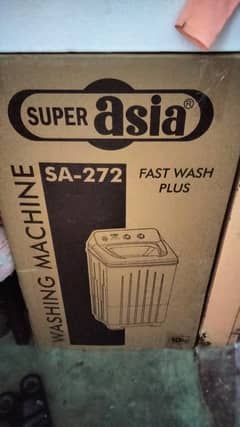 SUPER asia®
WASHING MACHINE
SA-272
FAST WASH
PLUS